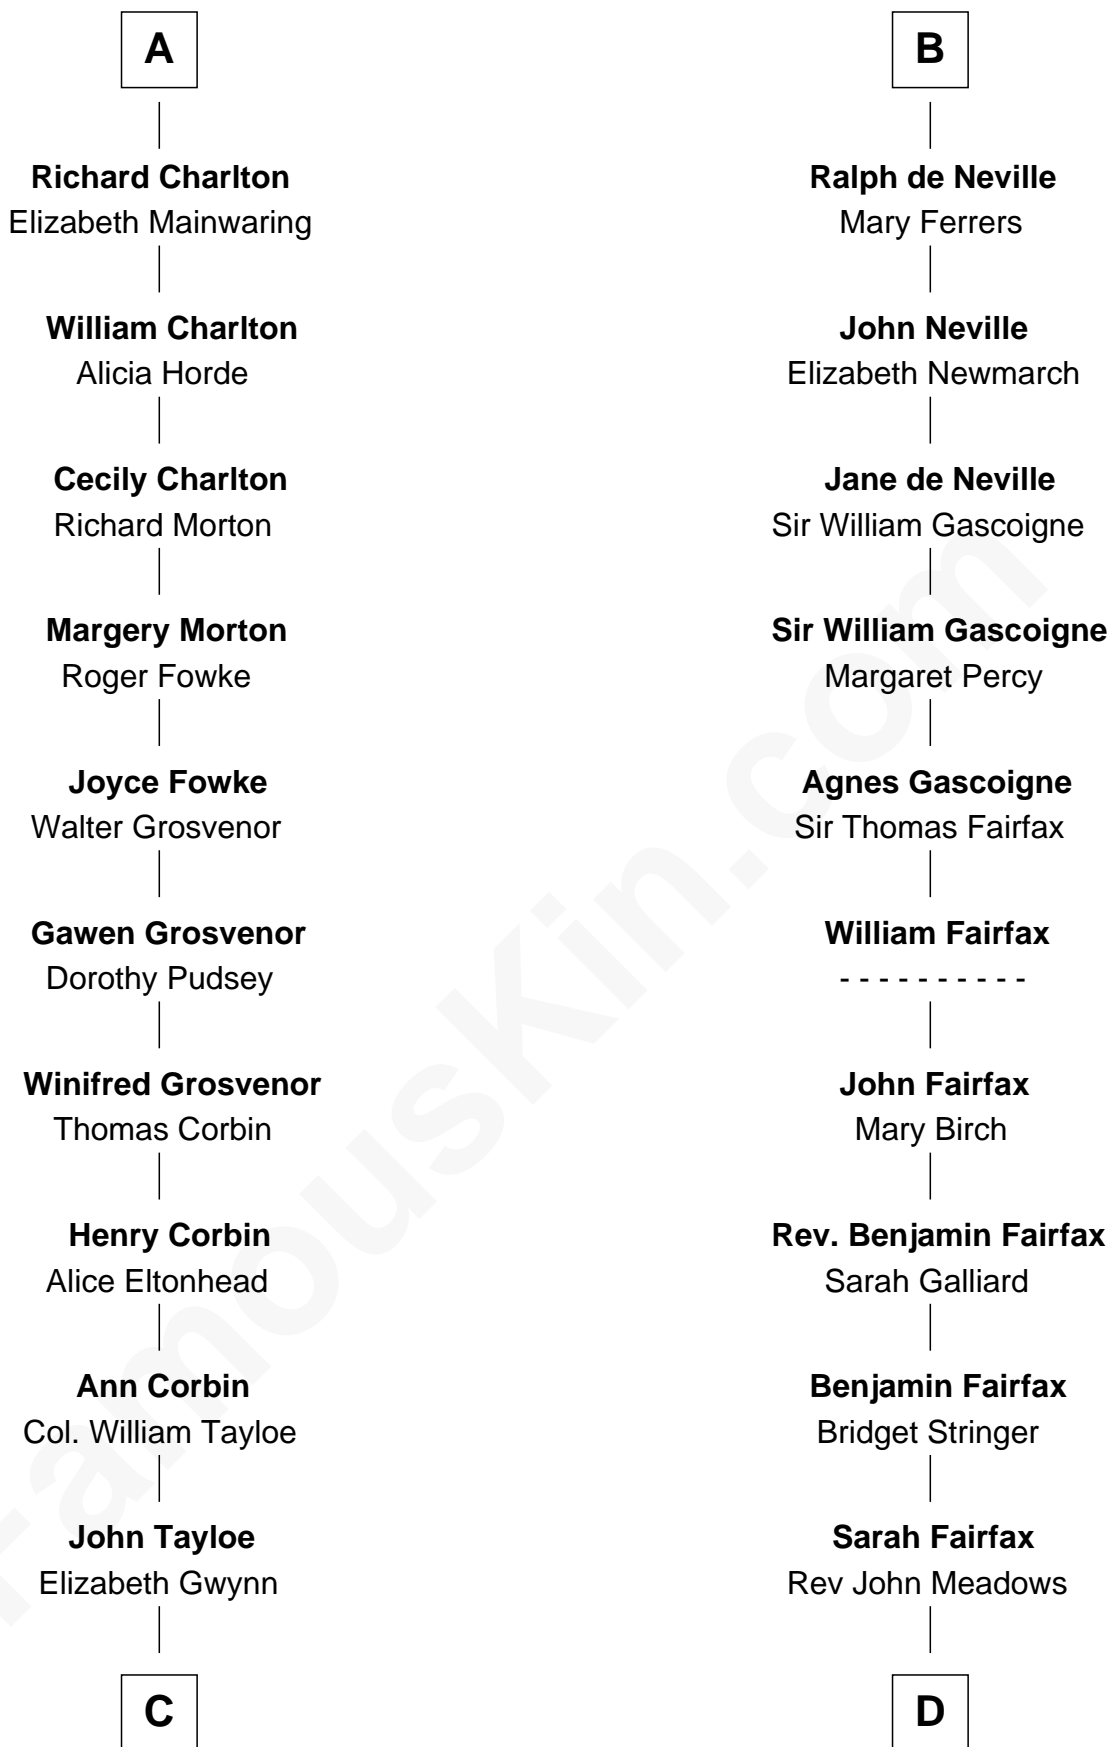 A
Richard Charlton
Elizabeth Mainwaring
William Charlton
Alicia Horde
Cecily Charlton
Richard Morton
Margery Morton
Roger Fowke
Joyce Fowke
Walter Grosvenor
Gawen Grosvenor
Dorothy Pudsey
Winifred Grosvenor
Thomas Corbin
Henry Corbin
Alice Eltonhead
Ann Corbin
Col. William Tayloe
John Tayloe
Elizabeth Gwynn
C
B
Ralph de Neville
Mary Ferrers
John Neville
Elizabeth Newmarch
Jane de Neville
Sir William Gascoigne
Sir William Gascoigne
Margaret Percy
Agnes Gascoigne
Sir Thomas Fairfax
William Fairfax
- - - - - - - - - -
John Fairfax
Mary Birch
Rev. Benjamin Fairfax
Sarah Galliard
Benjamin Fairfax
Bridget Stringer
Sarah Fairfax
Rev John Meadows
D
FamousKin.com